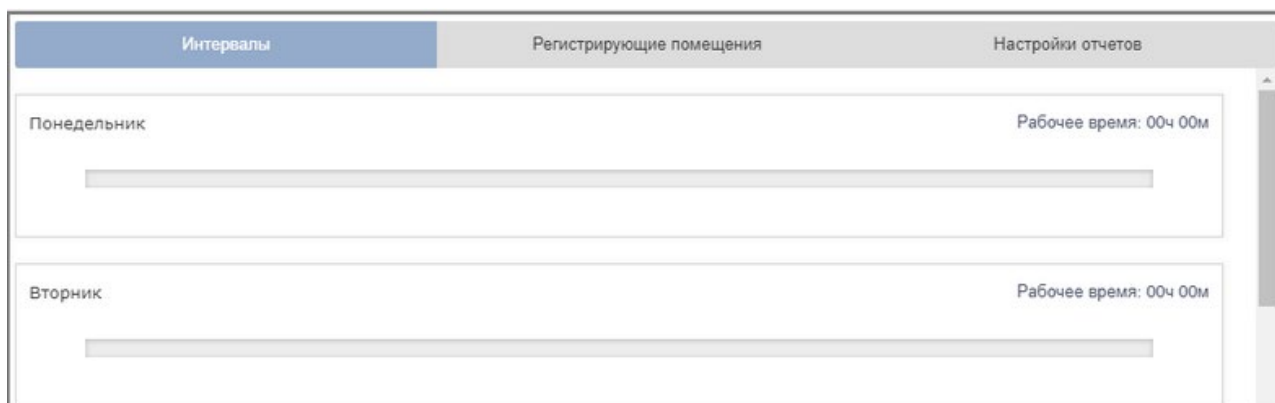 Интервалы Регистрирующие помещения Настройки отчетов
Понедельник Рабочее время: 00ч 00м
Вторник Рабочее время: 00ч 00м